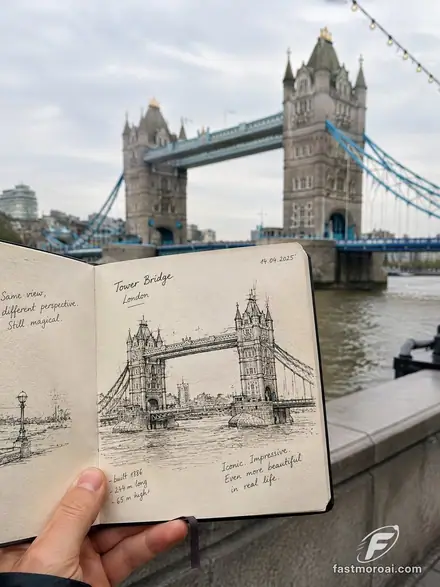 Same view,
different perspective.
Still magical
Tower Bridge
London
14.04.2025
- built 1886
- 244 m long
- 65 m high
Iconic. Impressive.
Even more beautiful
in real life.
F
fastmoroai.com